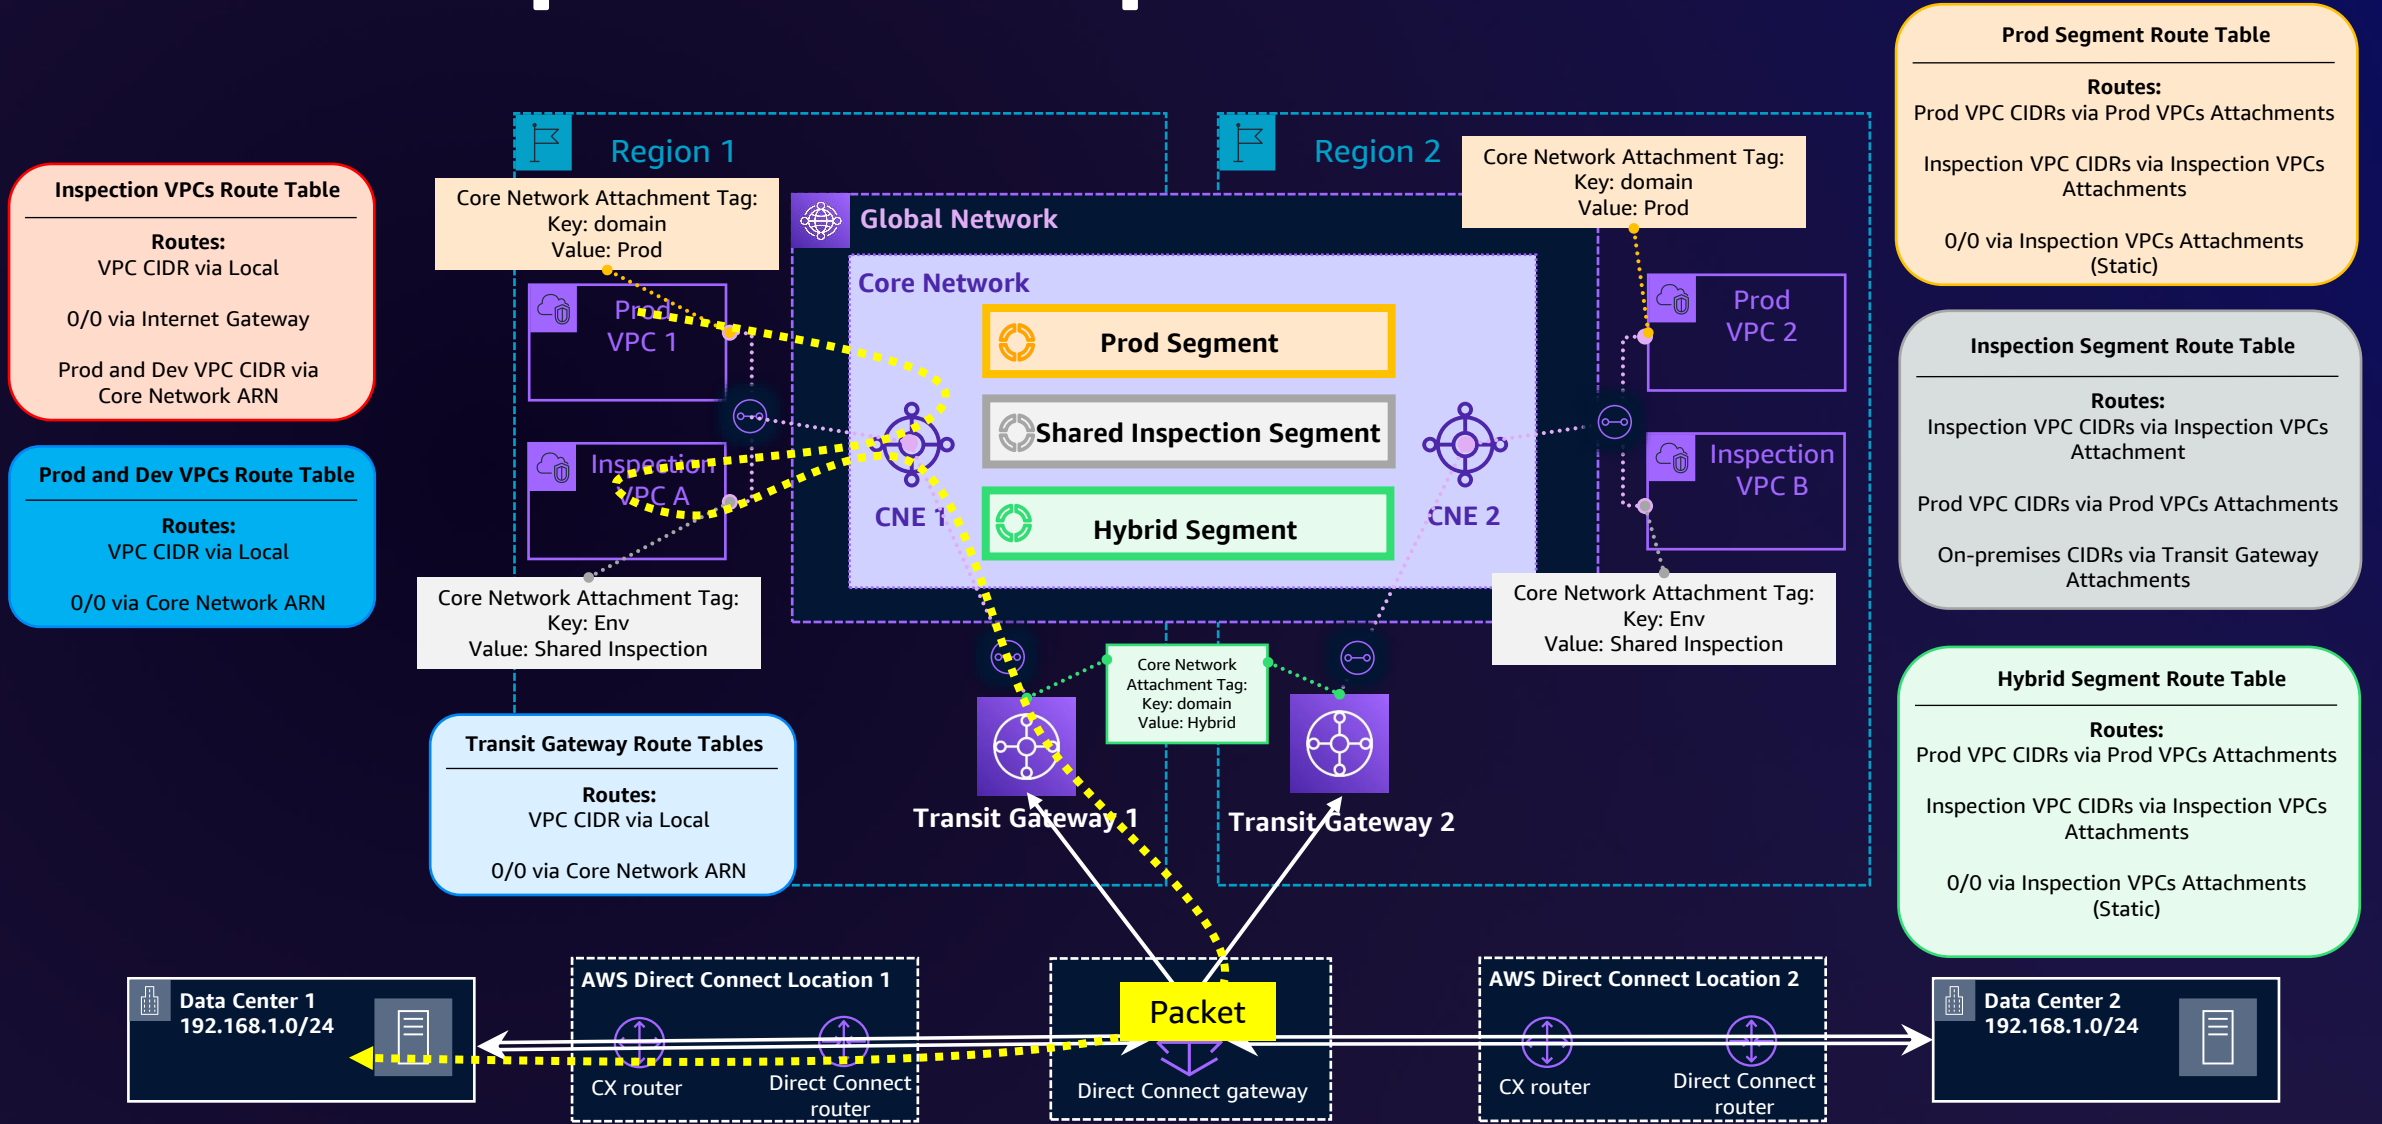 Prod Segment Route Table
Routes:
Prod VPC CIDRs via Prod VPCs Attachments
Inspection VPC CIDRs via Inspection VPCs
Attachments
0/0 via Inspection VPCs Attachments
(Static)
Region 1
Region 2
Core Network Attachment Tag:
Key: domain
Value: Prod
Core Network Attachment Tag:
Key: domain
Value: Prod
Inspection VPCs Route Table
Routes:
VPC CIDR via Local
0/0 via Internet Gateway
Prod and Dev VPC CIDR via
Core Network ARN
Global Network
Core Network
Prod
VPC 1
Prod Segment
Prod
VPC 2
Shared Inspection Segment
Inspection
VPC A
Inspection
VPC B
CNE 1
Hybrid Segment
CNE 2
Inspection Segment Route Table
Routes:
Inspection VPC CIDRs via Inspection VPCs
Attachment
Prod VPC CIDRs via Prod VPCs Attachments
On-premises CIDRs via Transit Gateway
Attachments
Prod and Dev VPCs Route Table
Routes:
VPC CIDR via Local
0/0 via Core Network ARN
Core Network Attachment Tag:
Key: Env
Value: Shared Inspection
Core Network Attachment Tag:
Key: Env
Value: Shared Inspection
Core Network
Attachment Tag:
Key: domain
Value: Hybrid
Hybrid Segment Route Table
Routes:
Prod VPC CIDRs via Prod VPCs Attachments
Inspection VPC CIDRs via Inspection VPCs
Attachments
0/0 via Inspection VPCs Attachments
(Static)
Transit Gateway Route Tables
Routes:
VPC CIDR via Local
0/0 via Core Network ARN
Transit Gateway 1
Transit Gateway 2
Data Center 1
192.168.1.0/24
AWS Direct Connect Location 1
CX router
Direct Connect
router
Packet
Direct Connect gateway
AWS Direct Connect Location 2
CX router
Direct Connect
router
Data Center 2
192.168.1.0/24